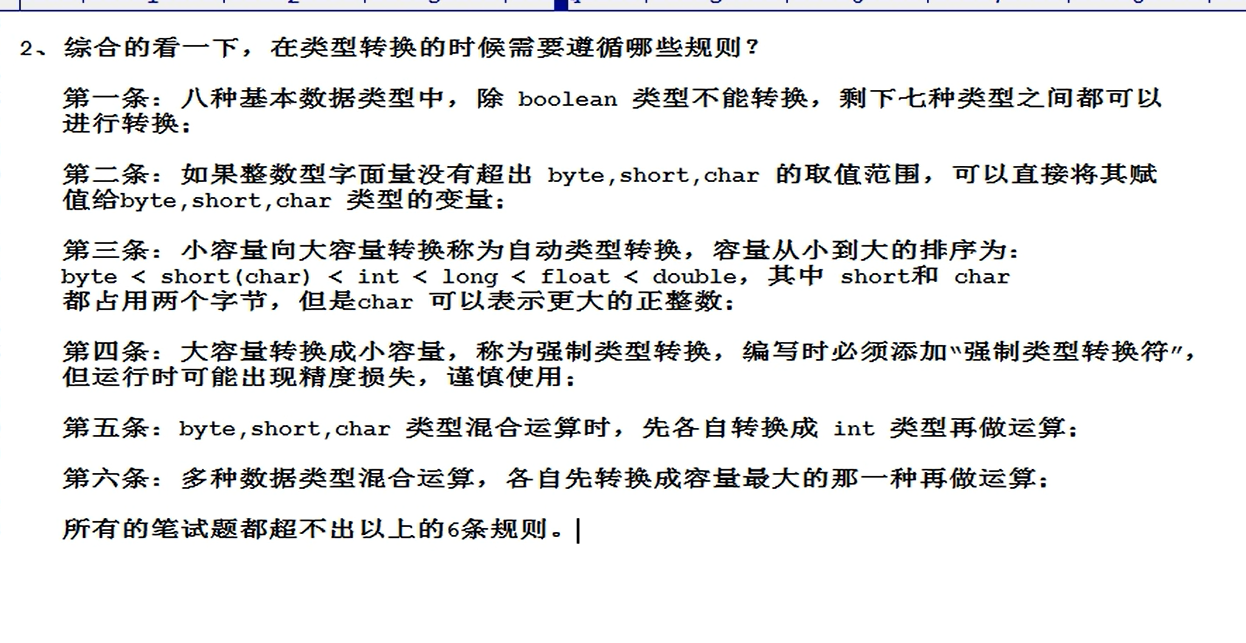 2、综合的看一下，在类型转换的时候需要遵循哪些规则？
第一条：八种基本数据类型中，除 boolean 类型不能转换，剩下七种类型之间都可以
进行转换；
第二条：如果整数型字面量没有超出 byte,short,char 的取值范围，可以直接将其赋
值给byte,short,char 类型的变量；
第三条：小容量向大容量转换称为自动类型转换，容量从小到大的排序为：
byte < short(char) < int < long < float < double，其中 short和 char
都占用两个字节，但是char 可以表示更大的正整数；
第四条：大容量转换成小容量，称为强制类型转换，编写时必须添加“强制类型转换符”，
但运行时可能出现精度损失，谨慎使用；
第五条：byte,short,char 类型混合运算时，先各自转换成 int 类型再做运算；
第六条：多种数据类型混合运算，各自先转换成容量最大的那一种再做运算；
所有的笔试题都超不出以上的6条规则。